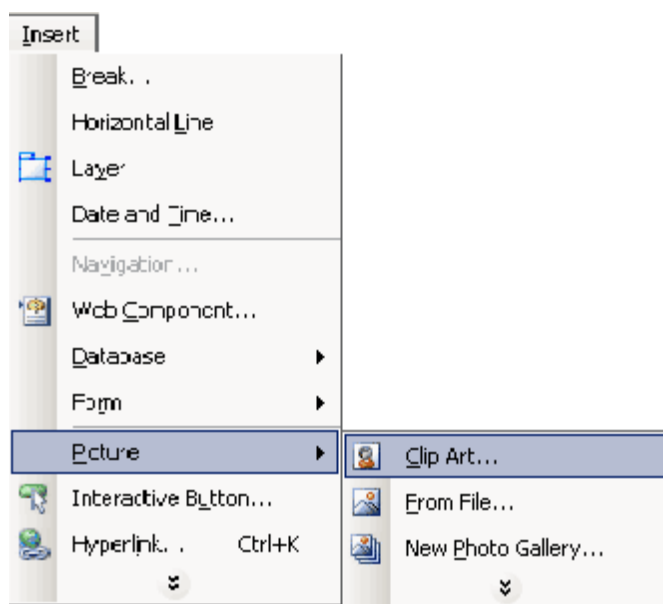 Insert
Break...
Horizontal Line
Layer
Date and Time...
Navigation...
Web Component...
Database
Form
Picture
Clip Art...
Interactive Button...
From File...
Hyperlink... Ctrl+K
New Photo Gallery...